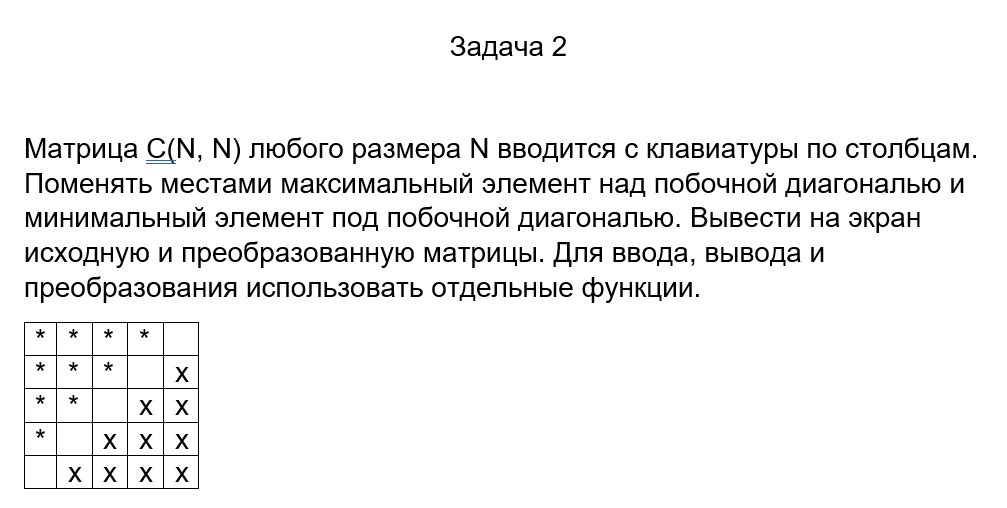 Задача 2
Матрица C(N, N) любого размера N вводится с клавиатуры по столбцам.
Поменять местами максимальный элемент над побочной диагональю и
минимальный элемент под побочной диагональю. Вывести на экран
исходную и преобразованную матрицы. Для ввода, вывода и
преобразования использовать отдельные функции.
* * * *
* * * x
* * x x
* x x x
x x x x